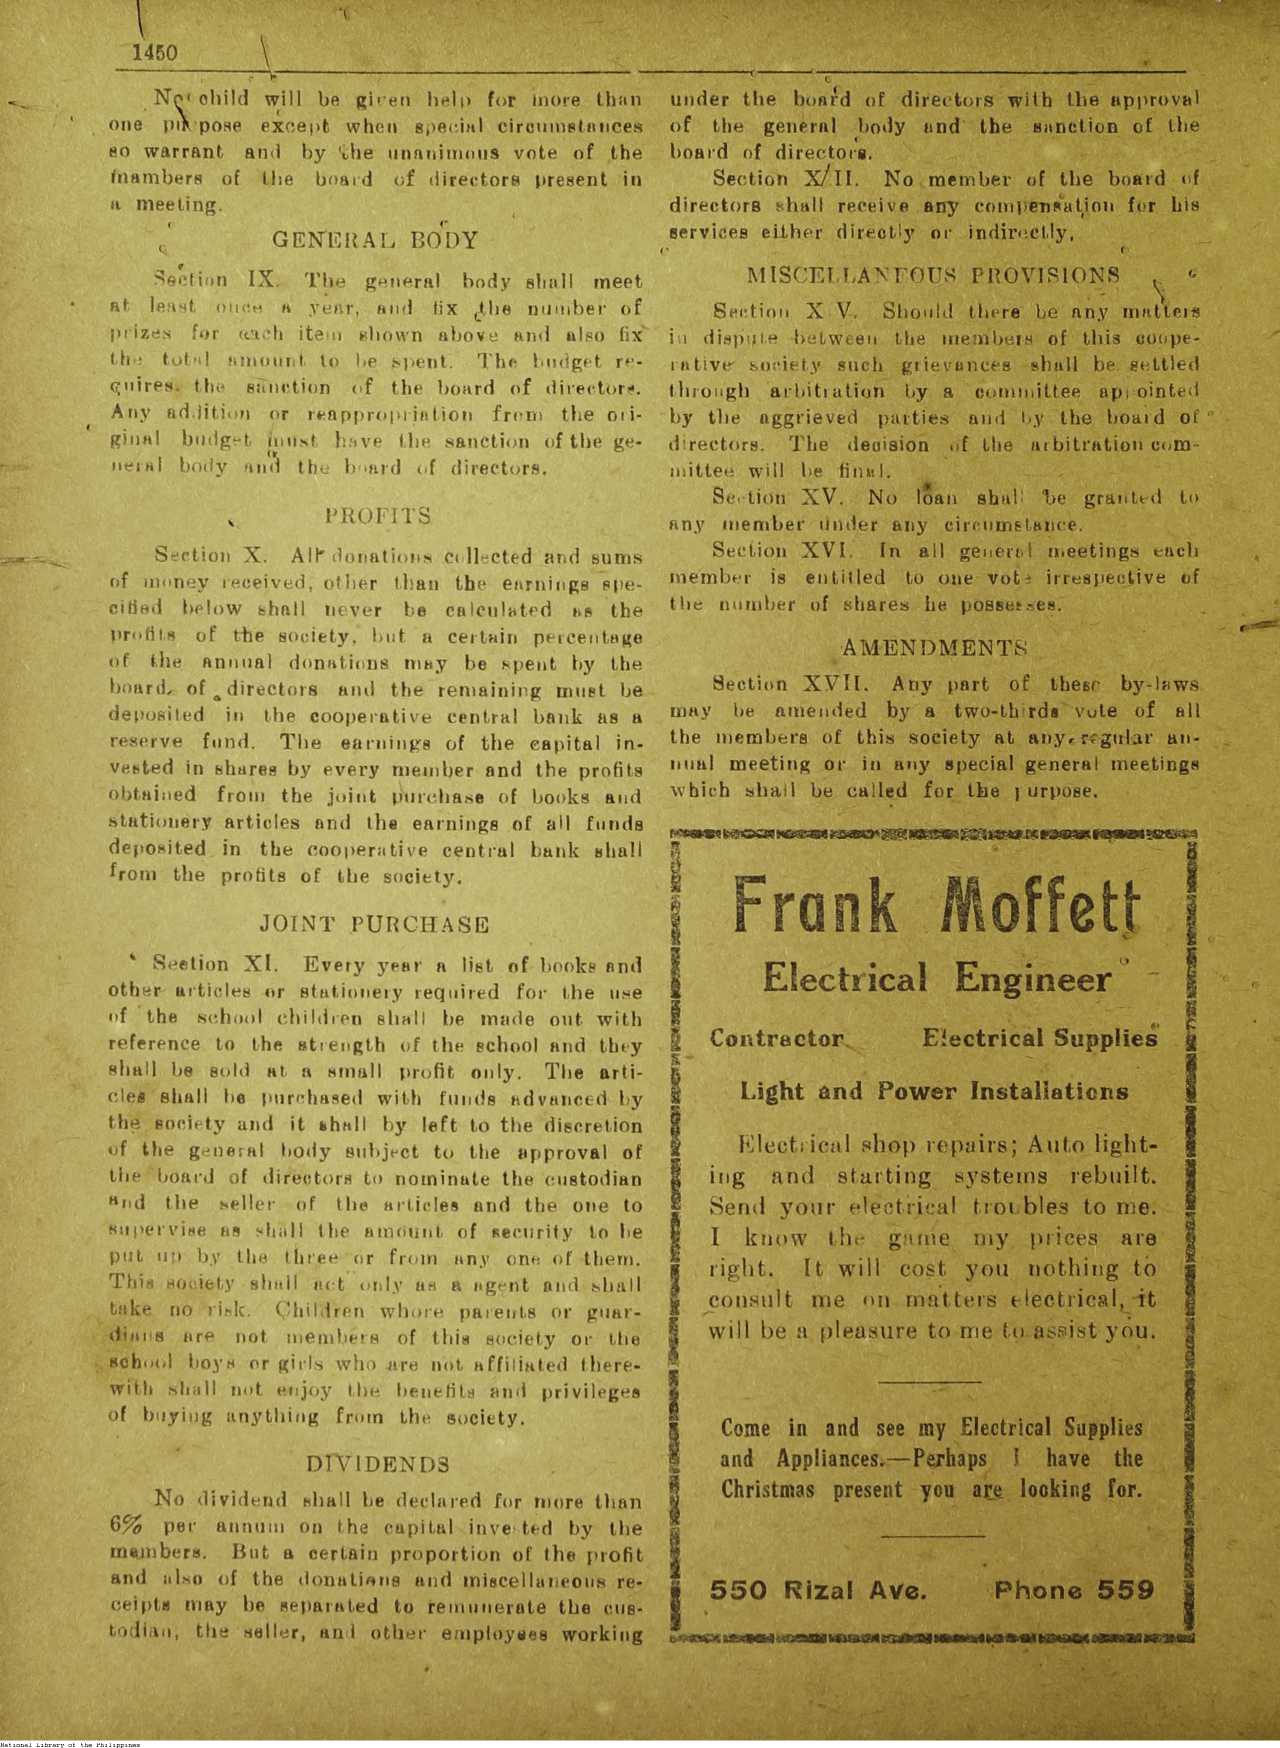 1450
No child will be given help for more than
one purpose except when special circumstances
so warrant and by the unanimous vote of the
mambers of the board of directors present in
a meeting.
GENERAL BODY
Section IX. The general body shall meet
at least once a year, and fix the number of
prizes for each item shown above and also fix
the total amount to be spent. The budget re-
quires the sanction of the board of directors.
Any addition or reappropriation from the ori-
ginal budget must have the sanction of the ge-
neral body and the board of directors.
PROFITS
Section X. All donations collected and sums
of money received, other than the earnings spe-
cified below shall never be calculated as the
profits of the society, but a certain percentage
of the annual donations may be spent by the
board of directors and the remaining must be
deposited in the cooperative central bank as a
reserve fund. The earnings of the capital in-
vested in shares by every member and the profits
obtained from the joint purchase of books and
stationery articles and the earnings of all funds
deposited in the cooperative central bank shall
from the profits of the society.
JOINT PURCHASE
Section XI. Every year a list of books and
other articles or stationery required for the use
of the school children shall be made out with
reference to the strength of the school and they
shall be sold at a small profit only. The arti-
cles shall be purchased with funds advanced by
the society and it shall by left to the discretion
of the general body subject to the approval of
the board of directors to nominate the custodian
and the seller of the articles and the one to
supervise as shall the amount of security to be
put up by the three or from any one of them.
This society shall act only as a agent and shall
take no risk. Children whore parents or guar-
dians are not members of this society or the
school boys or girls who are not affiliated there-
with shall not enjoy the benefits and privileges
of buying anything from the society.
DIVIDENDS
No dividend shall be declared for more than
6% per annum on the capital invested by the
members. But a certain proportion of the profit
and also of the donations and miscellaneous re-
ceipts may be separated to remunerate the cus-
todian, the seller, and other employees working
under the board of directors with the approval
of the general body and the sanction of the
board of directors.
Section XIII. No member of the board of
directors shall receive any compensation for his
services either directly or indirectly,
MISCELLANEOUS PROVISIONS
Section X V. Should there be any matters
in dispute between the members of this coope-
rative society such grievances shall be settled
through arbitration by a committee appointed
by the aggrieved parties and by the board of
directors. The decision of the arbitration com-
mittee will be final.
Section XV. No loan shall be granted to
any member under any circumstance.
Section XVI. In all general meetings each
member is entitled to one vote irrespective of
the number of shares he possesses.
AMENDMENTS
Section XVII. Any part of these by-laws
may be amended by a two-thirds vote of all
the members of this society at any regular an-
nual meeting or in any special general meetings
which shall be called for the purpose.
Frank Moffett
Electrical Engineer
Contractor Electrical Supplies
Light and Power Installations
Electrical shop repairs; Auto light-
ing and starting systems rebuilt.
Send your electrical troubles to me.
I know the game my prices are
right. It will cost you nothing to
consult me on matters electrical, it
will be a pleasure to me to assist you.
Come in and see my Electrical Supplies
and Appliances.—Perhaps I have the
Christmas present you are looking for.
550 Rizal Ave. Phone 559
National Library of the Philippines